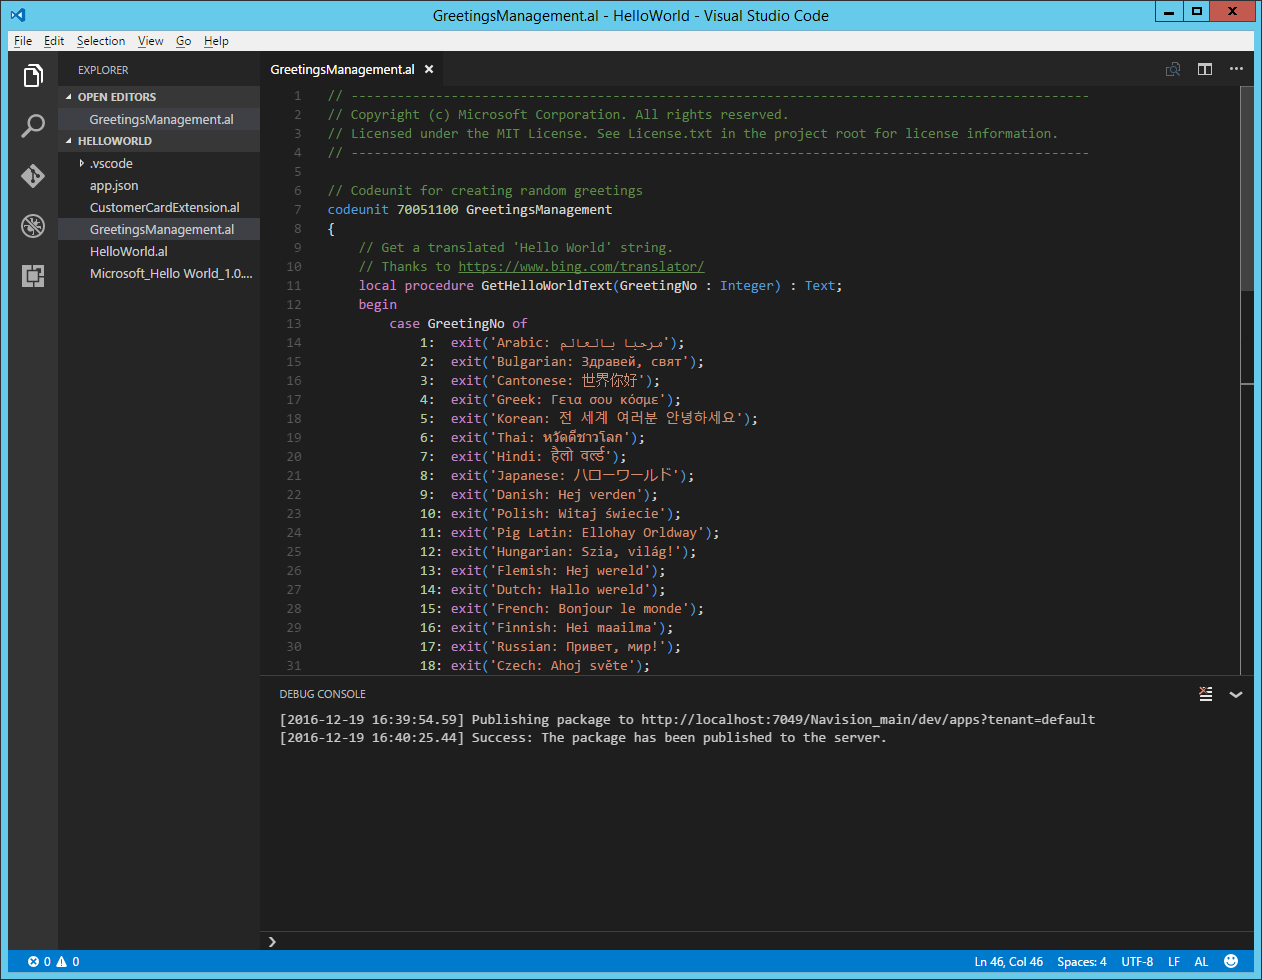 GreetingsManagement.al - HelloWorld - Visual Studio Code
File Edit Selection View Go Help
EXPLORER
OPEN EDITORS
GreetingsManagement.al
HELLOWORLD
.vscode
app.json
CustomerCardExtension.al
GreetingsManagement.al
HelloWorld.al
Microsoft_Hello World_1.0....
GreetingsManagement.al
1 // ------------------------------------------------------------------------------------------------
2 // Copyright (c) Microsoft Corporation. All rights reserved.
3 // Licensed under the MIT License. See License.txt in the project root for license information.
4 // ------------------------------------------------------------------------------------------------
5
6 // Codeunit for creating random greetings
7 codeunit 70051100 GreetingsManagement
8 {
9 // Get a translated 'Hello World' string.
10 // Thanks to https://www.bing.com/translator/
11 local procedure GetHelloWorldText(GreetingNo : Integer) : Text;
12 begin
13 case GreetingNo of
14 1: exit('Arabic: مرحبا بالعالم');
15 2: exit('Bulgarian: Здравей, свят');
16 3: exit('Cantonese: 世界你好');
17 4: exit('Greek: Γεια σου κόσμε');
18 5: exit('Korean: 전 세계 여러분 안녕하세요');
19 6: exit('Thai: หวัดดีชาวโลก');
20 7: exit('Hindi: हैलो वर्ल्ड');
21 8: exit('Japanese: ハローワールド');
22 9: exit('Danish: Hej verden');
23 10: exit('Polish: Witaj świecie');
24 11: exit('Pig Latin: Ellohay Orldway');
25 12: exit('Hungarian: Szia, világ!');
26 13: exit('Flemish: Hej wereld');
27 14: exit('Dutch: Hallo wereld');
28 15: exit('French: Bonjour le monde');
29 16: exit('Finnish: Hei maailma');
30 17: exit('Russian: Привет, мир!');
31 18: exit('Czech: Ahoj světe');
DEBUG CONSOLE
[2016-12-19 16:39:54.59] Publishing package to http://localhost:7049/Navision_main/dev/apps?tenant=default
[2016-12-19 16:40:25.44] Success: The package has been published to the server.
0 0 Ln 46, Col 46 Spaces: 4 UTF-8 LF AL